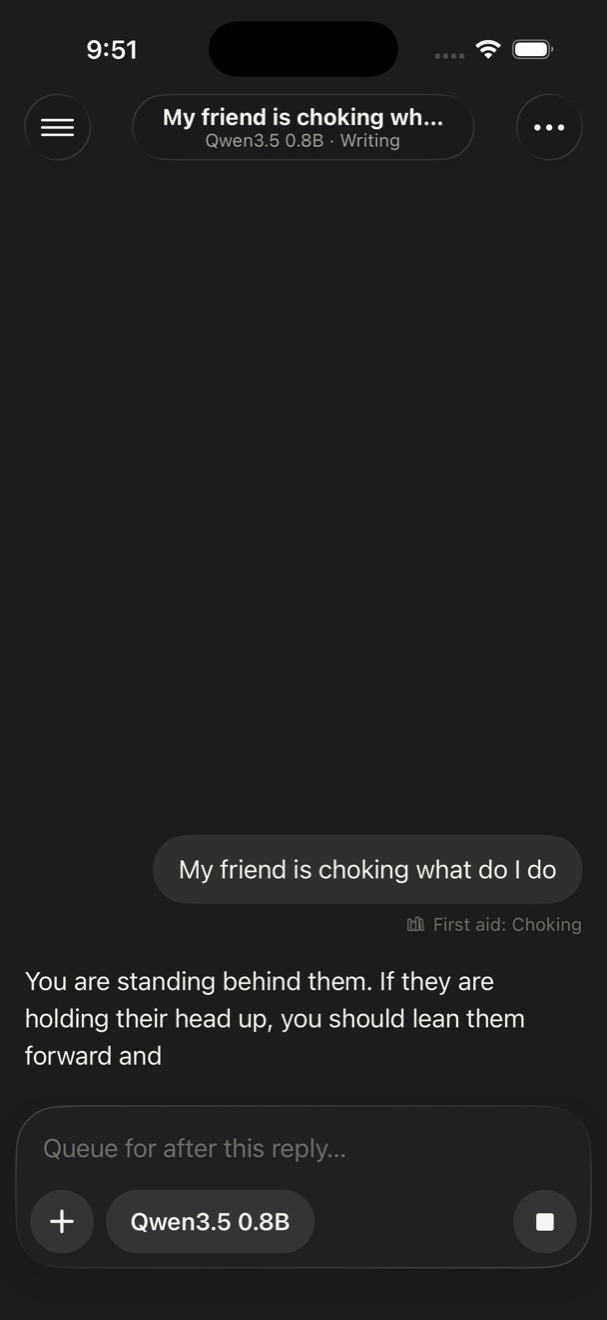 9:51
My friend is choking wh...
Qwen3.5 0.8B · Writing
My friend is choking what do I do
First aid: Choking
You are standing behind them. If they are
holding their head up, you should lean them
forward and
Queue for after this reply...
Qwen3.5 0.8B